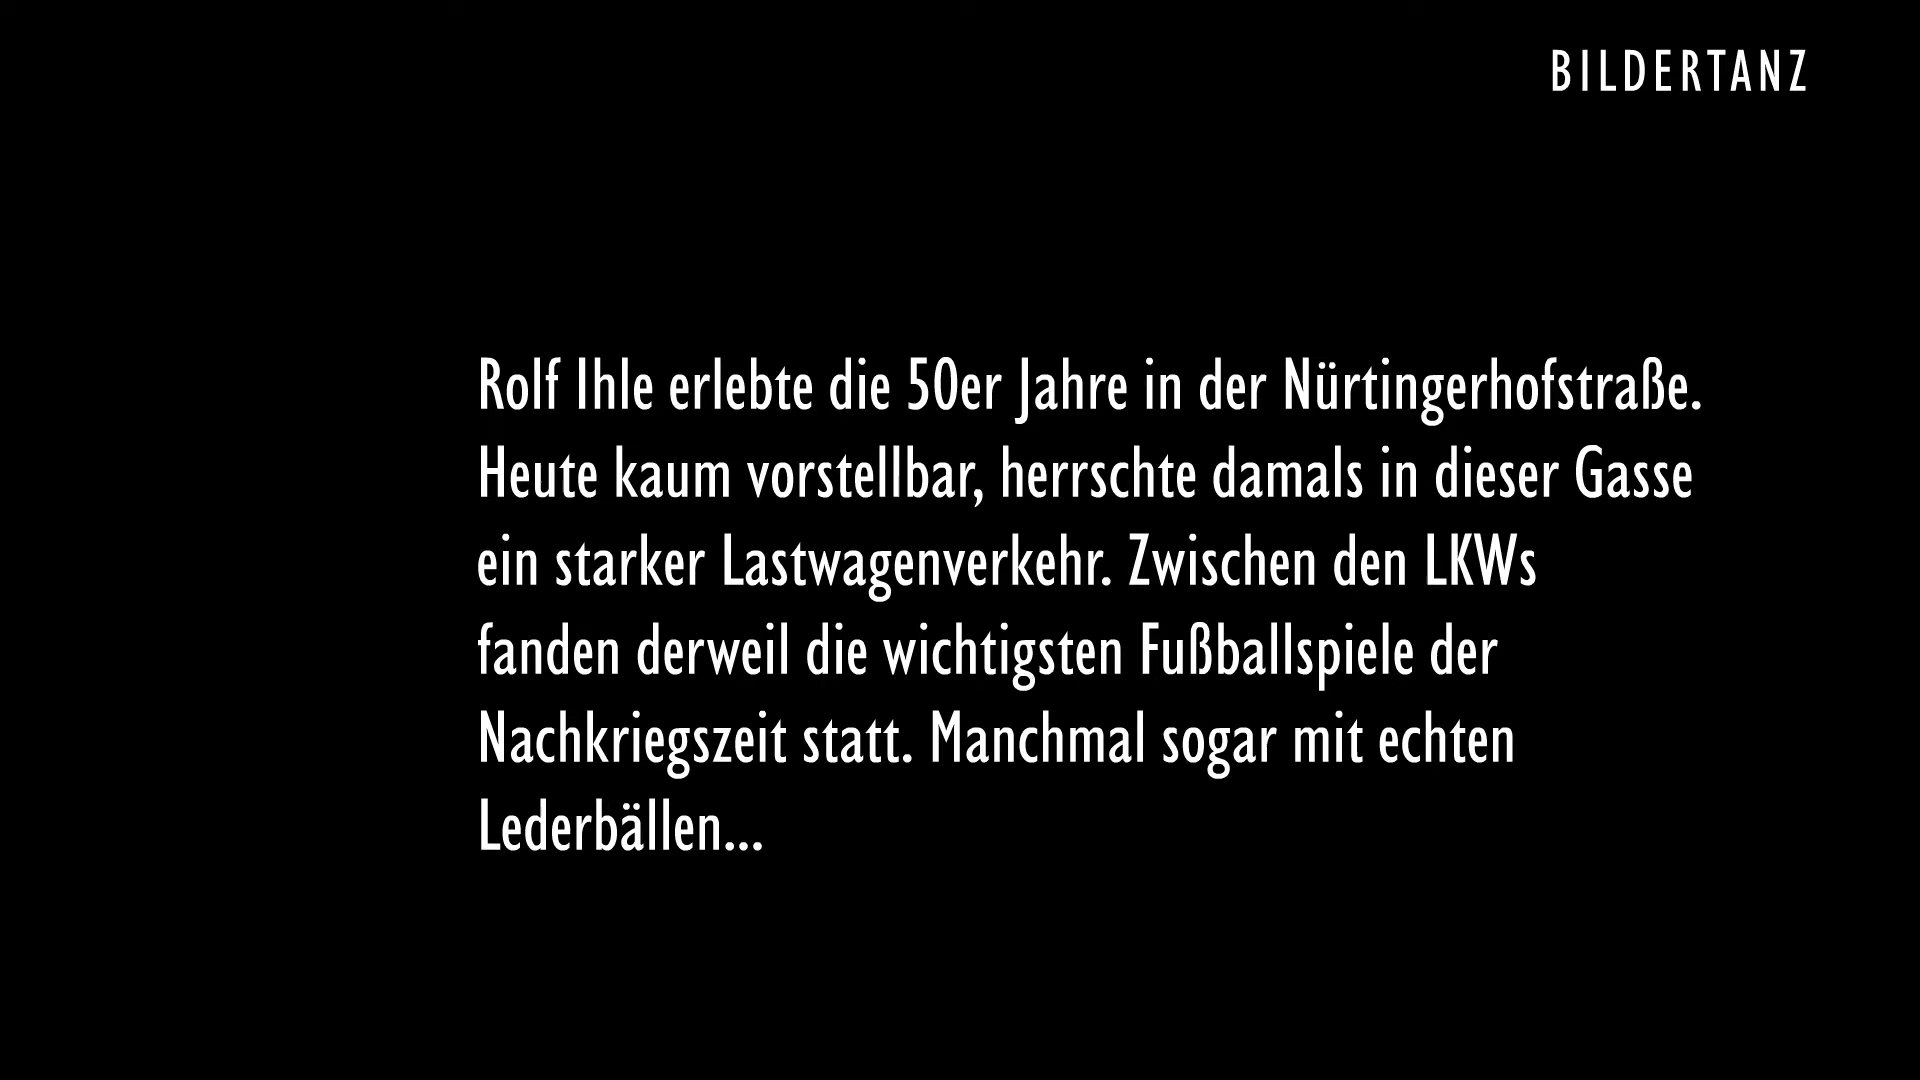 BILDERTANZ
Rolf Ihle erlebte die 50er Jahre in der Nürtingerhofstraße.
Heute kaum vorstellbar, herrschte damals in dieser Gasse
ein starker Lastwagenverkehr. Zwischen den LKWs
fanden derweil die wichtigsten Fußballspiele der
Nachkriegszeit statt. Manchmal sogar mit echten
Lederbällen...